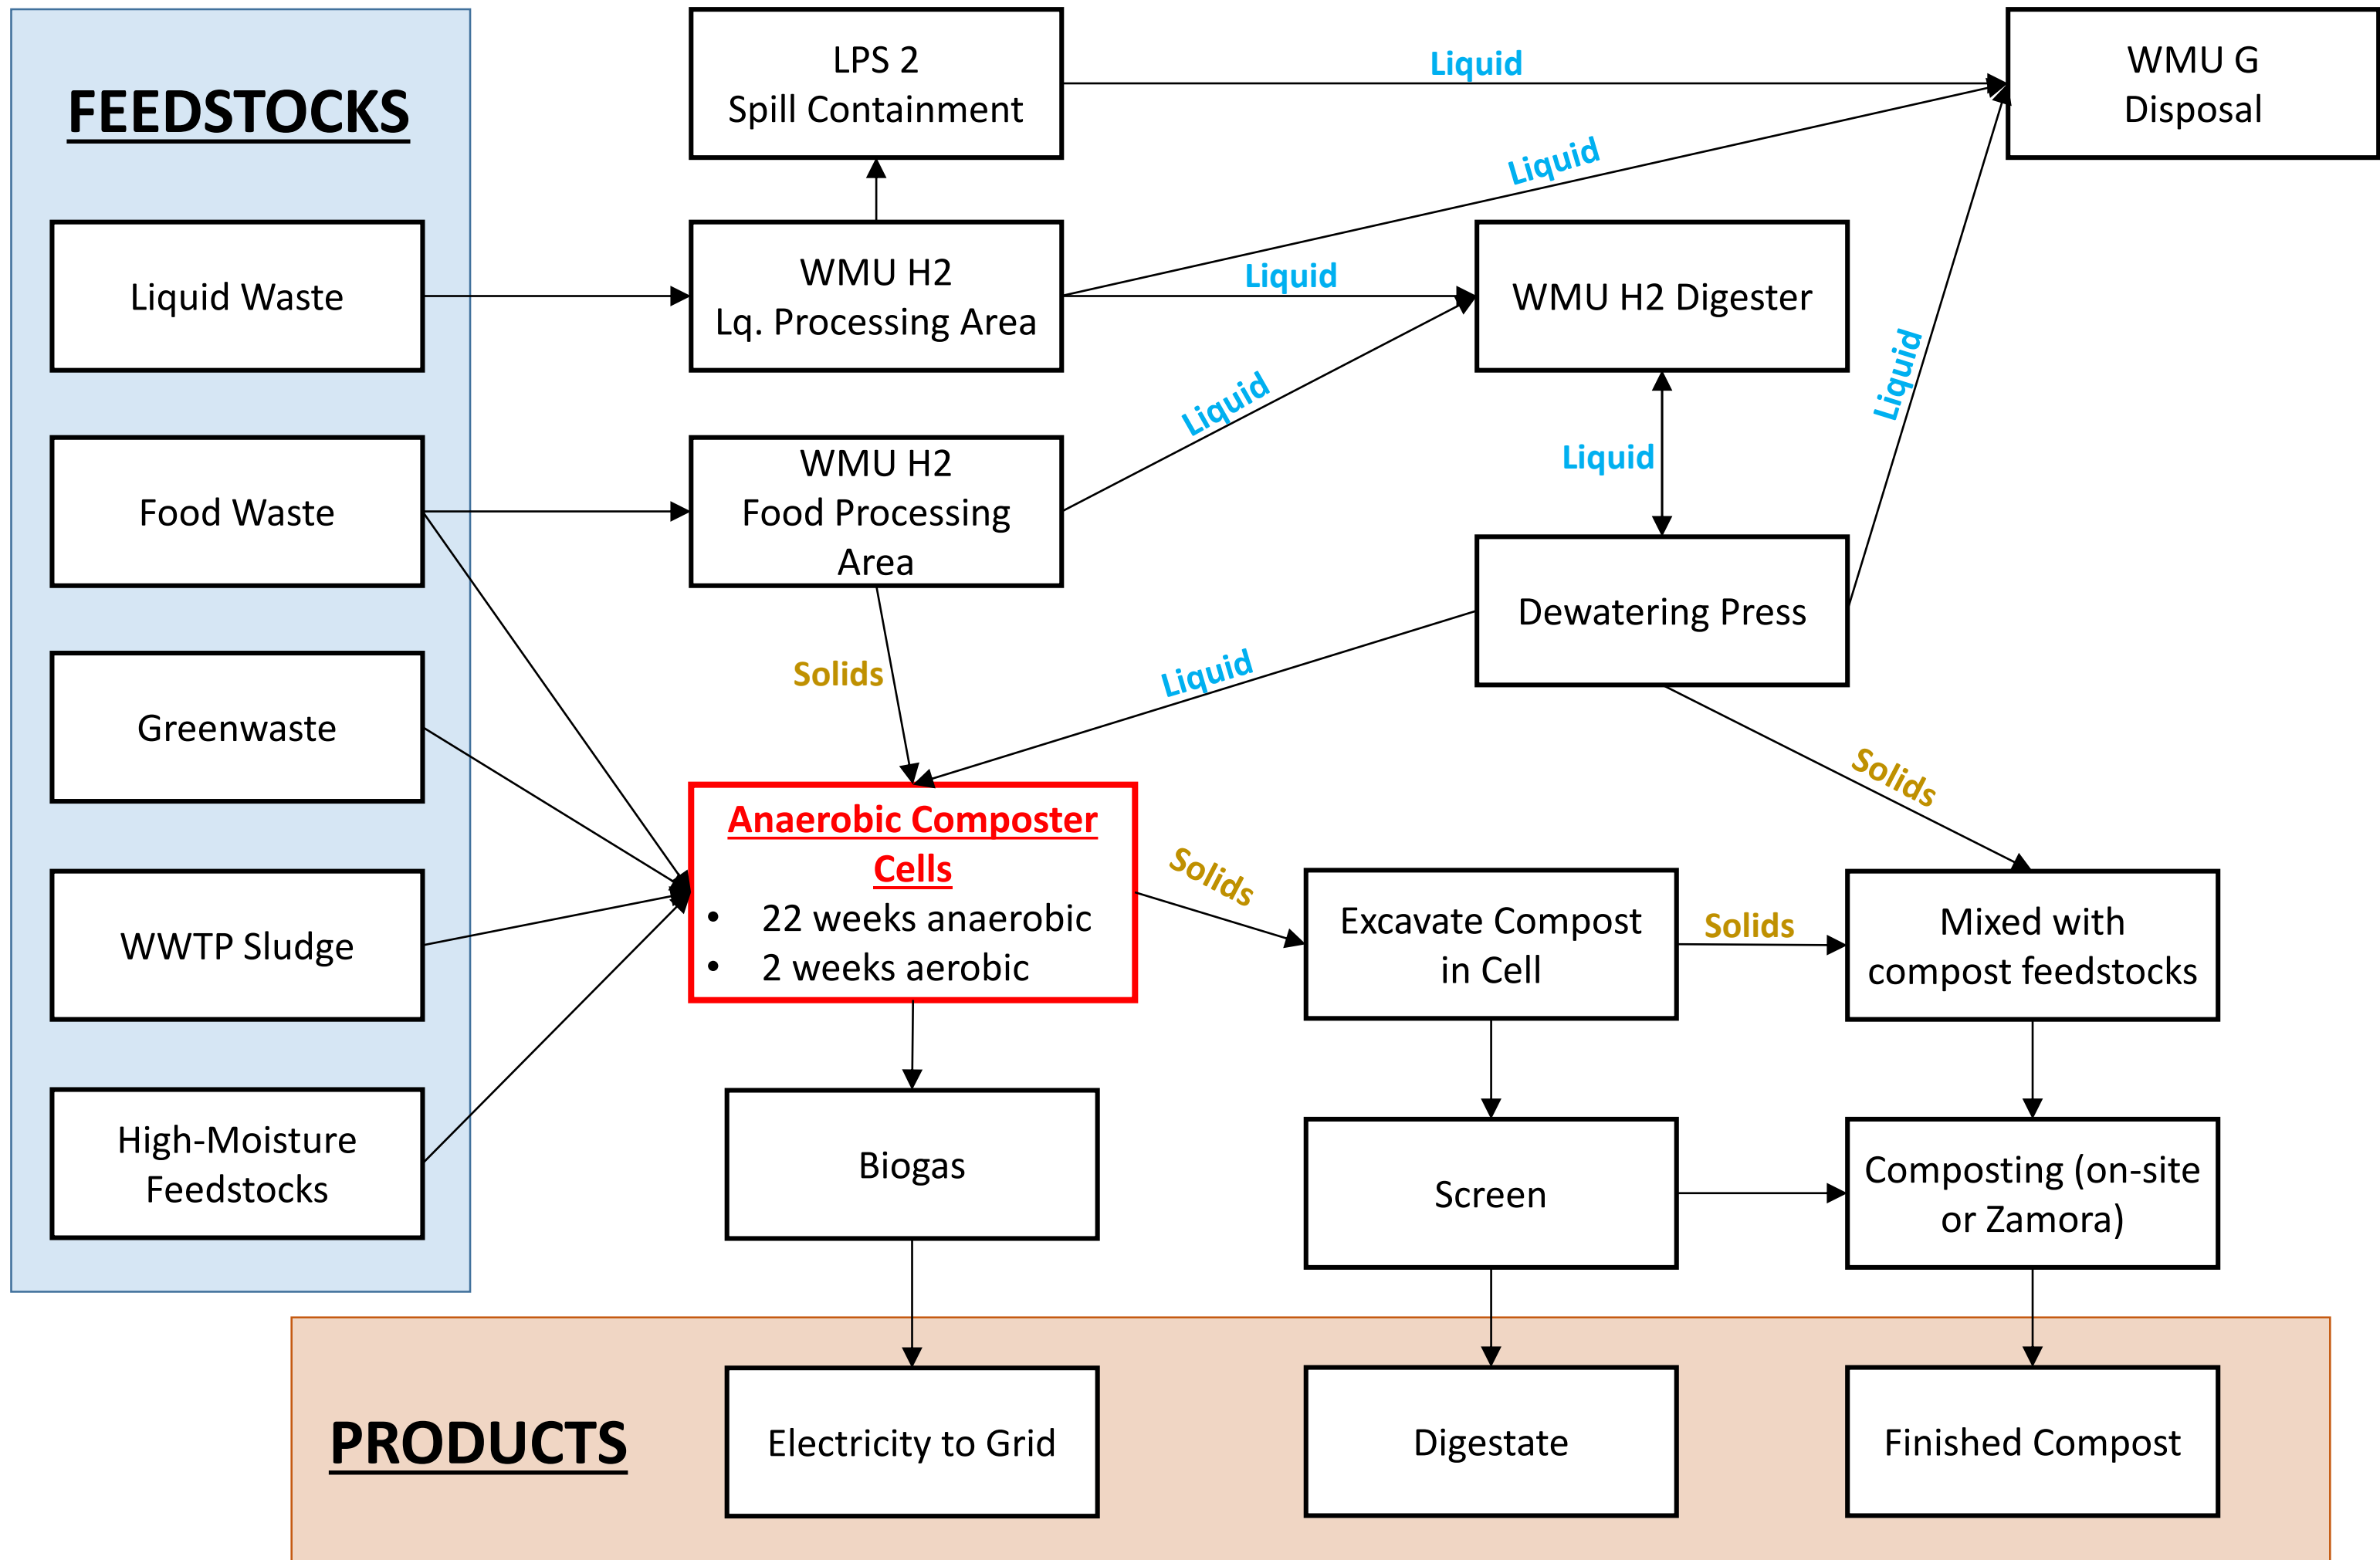 FEEDSTOCKS
Liquid Waste
Food Waste
Greenwaste
WWTP Sludge
High-Moisture
Feedstocks
LPS 2
Spill Containment
Liquid
WMU G
Disposal
Liquid
WMU H2
Lq. Processing Area
Liquid
WMU H2 Digester
Liquid
Liquid
WMU H2
Food Processing
Area
Liquid
Dewatering Press
Solids
Liquid
Solids
Anaerobic Composter
Cells
• 22 weeks anaerobic
• 2 weeks aerobic
Solids
Excavate Compost
in Cell
Solids
Mixed with
compost feedstocks
Biogas
Screen
Composting (on-site
or Zamora)
PRODUCTS
Electricity to Grid
Digestate
Finished Compost